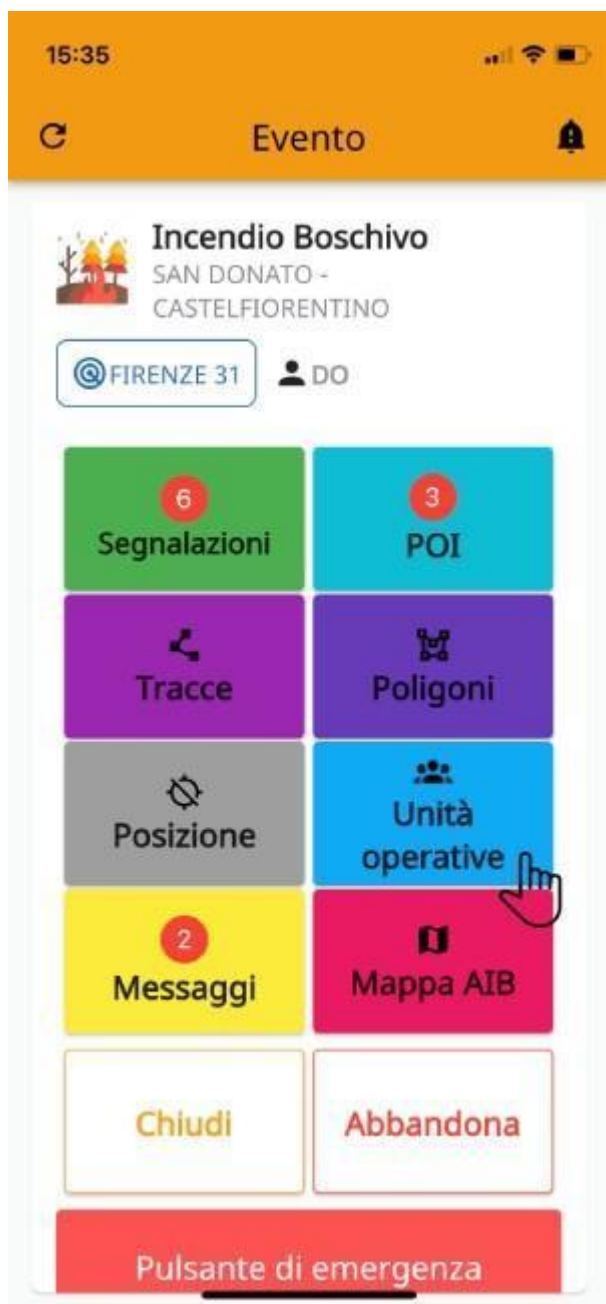 15:35
Evento
Incendio Boschivo
SAN DONATO -
CASTELFIORENTINO
FIRENZE 31 DO
6 3
Segnalazioni POI
Tracce Poligoni
Posizione Unità
operative
2
Messaggi Mappa AIB
Chiudi Abbandona
Pulsante di emergenza